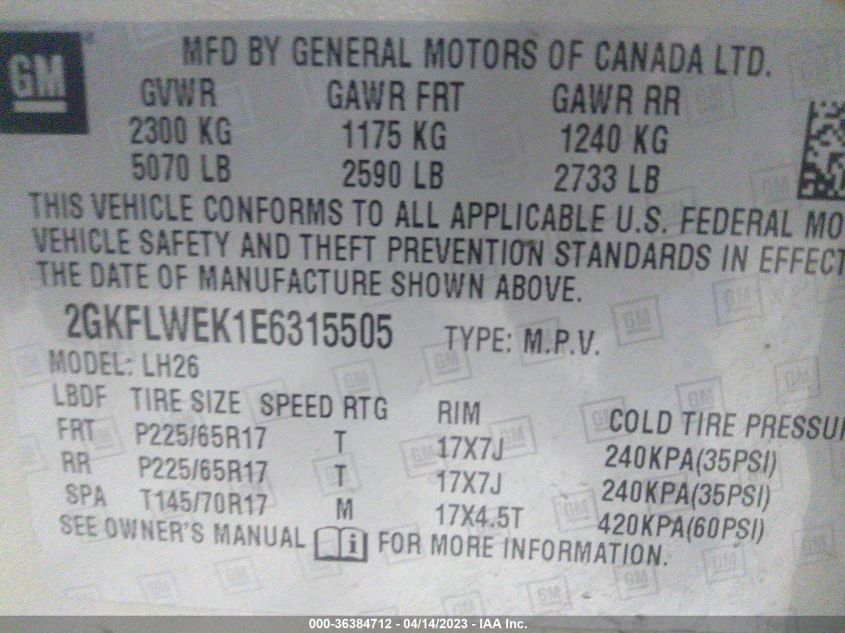 GM
MFD BY GENERAL MOTORS OF CANADA LTD.
GVWR GAWR FRT GAWR RR
2300 KG 1175 KG 1240 KG
5070 LB 2590 LB 2733 LB
THIS VEHICLE CONFORMS TO ALL APPLICABLE U.S. FEDERAL MO
VEHICLE SAFETY AND THEFT PREVENTION STANDARDS IN EFFECT
THE DATE OF MANUFACTURE SHOWN ABOVE.
2GKFLWEK1E6315505 TYPE: M.P.V.
MODEL: LH26
LBDF TIRE SIZE SPEED RTG RIM COLD TIRE PRESSU
FRT P225/65R17 T 17X7J 240KPA(35PSI)
RR P225/65R17 T 17X7J 240KPA(35PSI)
SPA T145/70R17 M 17X4.5T 420KPA(60PSI)
SEE OWNER'S MANUAL i FOR MORE INFORMATION.
000-36384712 - 04/14/2023 - IAA Inc.